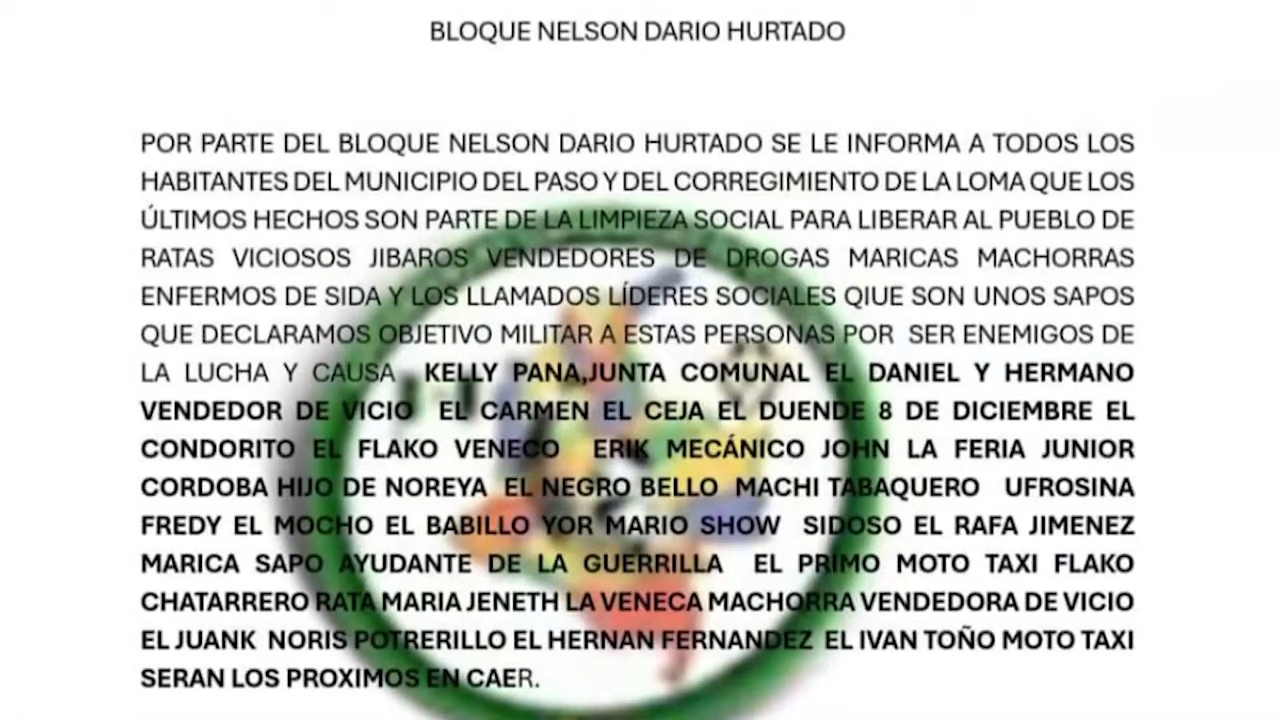 BLOQUE NELSON DARIO HURTADO
POR PARTE DEL BLOQUE NELSON DARIO HURTADO SE LE INFORMA A TODOS LOS
HABITANTES DEL MUNICIPIO DEL PASO Y DEL CORREGIMIENTO DE LA LOMA QUE LOS
ÚLTIMOS HECHOS SON PARTE DE LA LIMPIEZA SOCIAL PARA LIBERAR AL PUEBLO DE
RATAS VICIOSOS JIBAROS VENDEDORES DE DROGAS MARICAS MACHORRAS
ENFERMOS DE SIDA Y LOS LLAMADOS LÍDERES SOCIALES QIUE SON UNOS SAPOS
QUE DECLARAMOS OBJETIVO MILITAR A ESTAS PERSONAS POR SER ENEMIGOS DE
LA LUCHA Y CAUSA KELLY PANA,JUNTA COMUNAL EL DANIEL Y HERMANO
VENDEDOR DE VICIO EL CARMEN EL CEJA EL DUENDE 8 DE DICIEMBRE EL
CONDORITO EL FLAKO VENECO ERIK MECÁNICO JOHN LA FERIA JUNIOR
CORDOBA HIJO DE NOREYA EL NEGRO BELLO MACHI TABAQUERO UFROSINA
FREDY EL MOCHO EL BABILLO YOR MARIO SHOW SIDOSO EL RAFA JIMENEZ
MARICA SAPO AYUDANTE DE LA GUERRILLA EL PRIMO MOTO TAXI FLAKO
CHATARRERO RATA MARIA JENETH LA VENECA MACHORRA VENDEDORA DE VICIO
EL JUANK NORIS POTRERILLO EL HERNAN FERNANDEZ EL IVAN TOÑO MOTO TAXI
SERAN LOS PROXIMOS EN CAER.